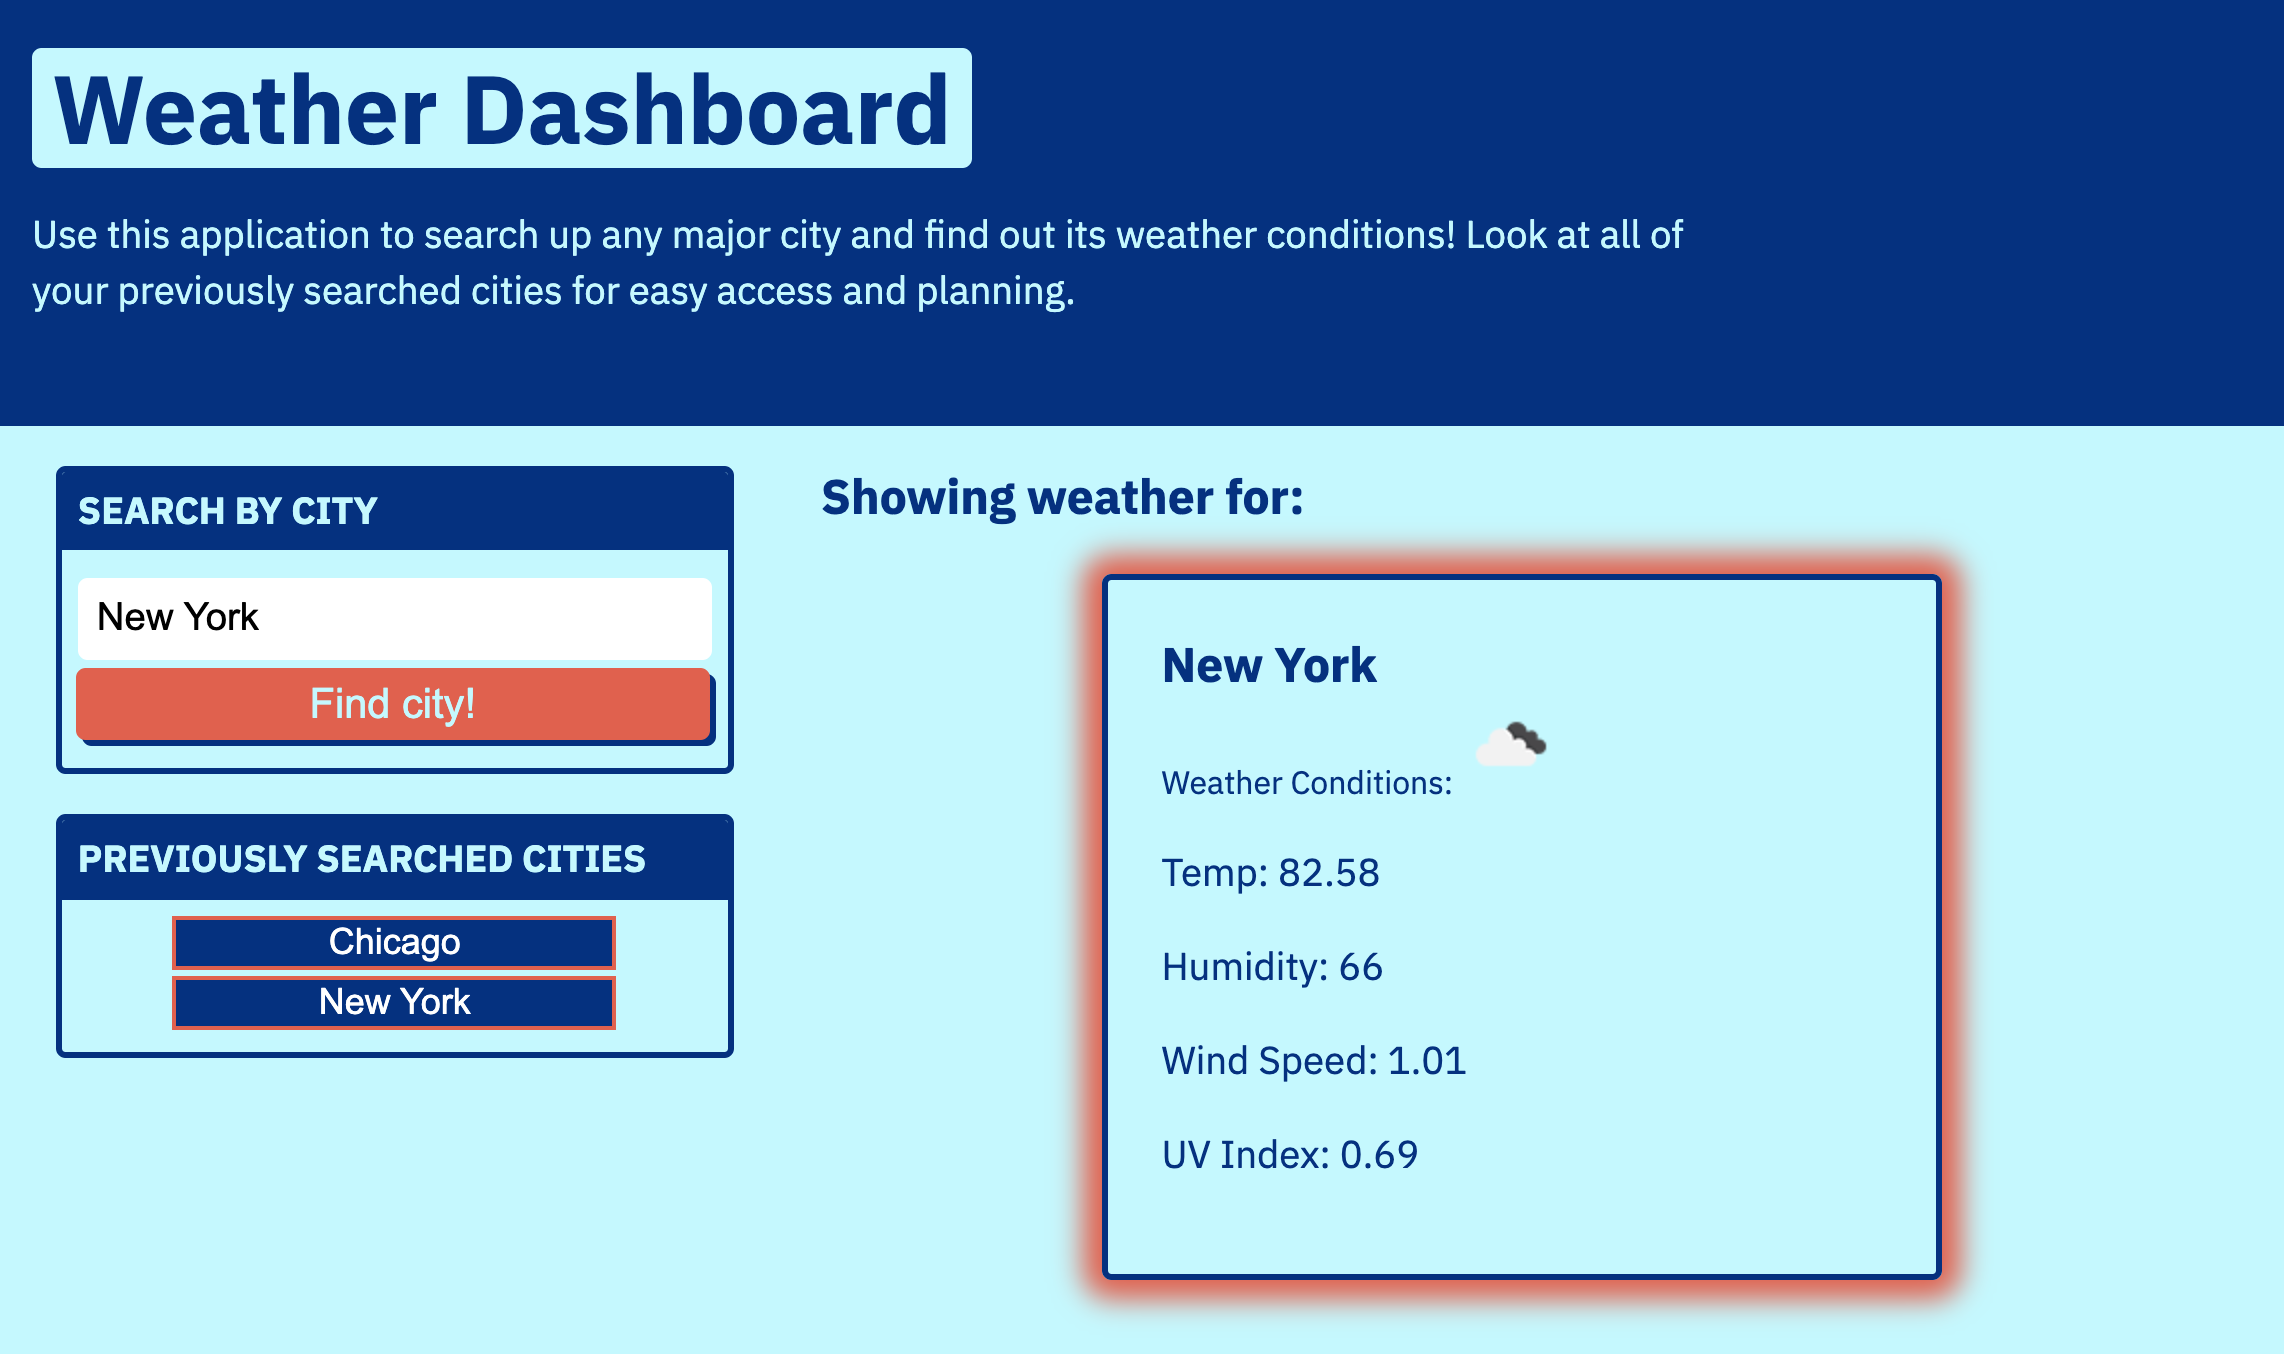 Weather Dashboard
Use this application to search up any major city and find out its weather conditions! Look at all of
your previously searched cities for easy access and planning.
SEARCH BY CITY
New York
Find city!
PREVIOUSLY SEARCHED CITIES
Chicago
New York
Showing weather for:
New York
Weather Conditions:
Temp: 82.58
Humidity: 66
Wind Speed: 1.01
UV Index: 0.69